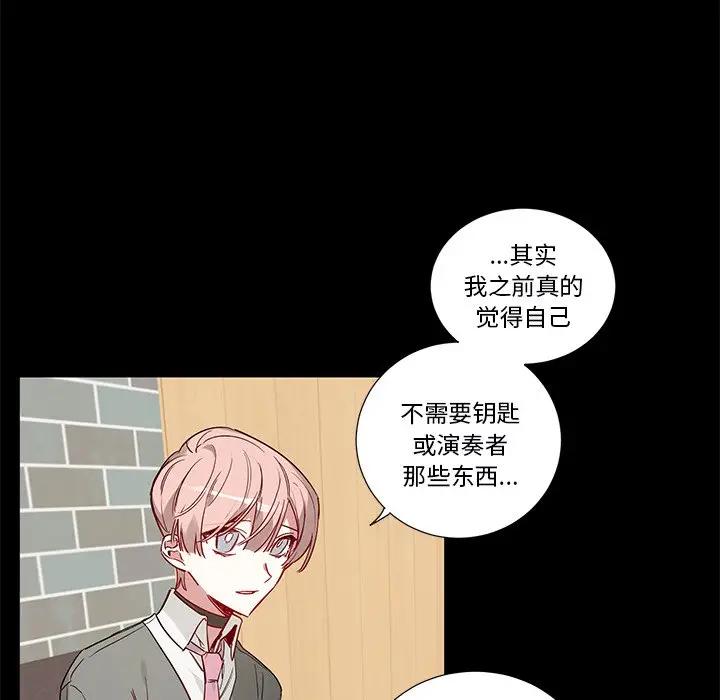 ...其实
我之前真的
觉得自己
不需要钥匙
或演奏者
那些东西...